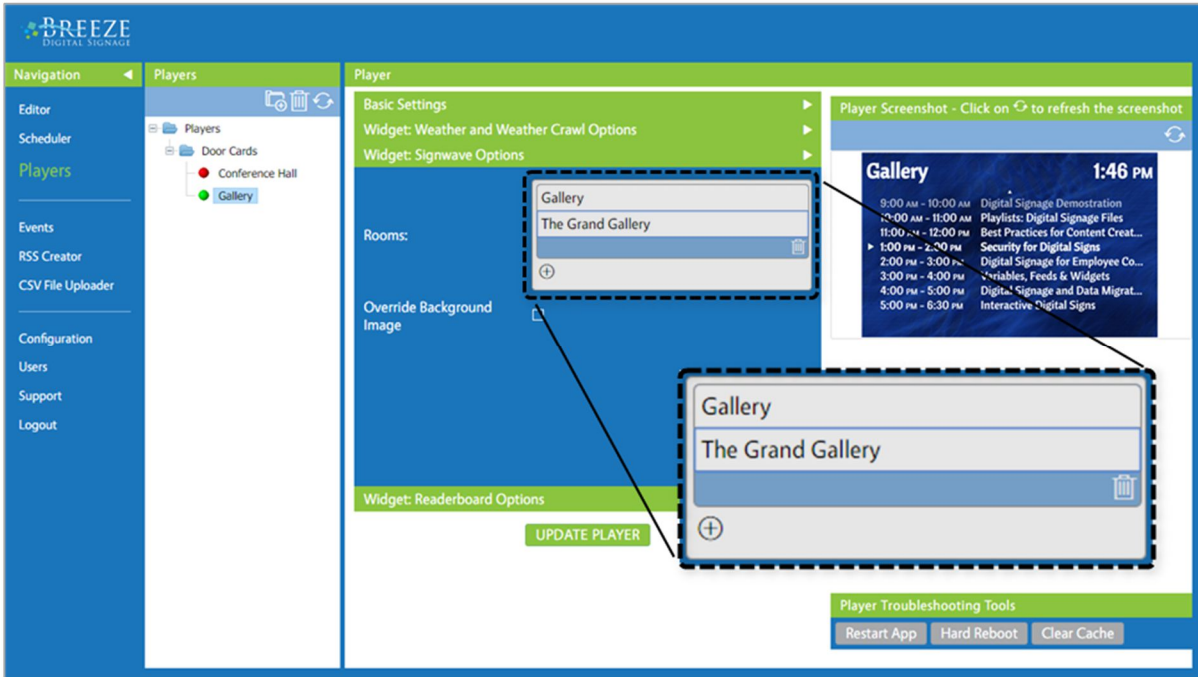 BREEZE
DIGITAL SIGNAGE
Navigation
Editor
Scheduler
Players
Events
RSS Creator
CSV File Uploader
Configuration
Users
Support
Logout
Players
Players
Door Cards
Conference Hall
Gallery
Player
Basic Settings
Widget: Weather and Weather Crawl Options
Widget: Signwave Options
Rooms:
Gallery
The Grand Gallery
Override Background
Image
Widget: Readerboard Options
UPDATE PLAYER
Player Screenshot - Click on to refresh the screenshot
Gallery 1:46 PM
9:00 AM - 10:00 AM Digital Signage Demostration
10:00 AM - 11:00 AM Playlists: Digital Signage Files
11:00 AM - 12:00 PM Best Practices for Content Creat...
1:00 PM - 2:00 PM Security for Digital Signs
2:00 PM - 3:00 PM Digital Signage for Employee Co...
3:00 PM - 4:00 PM Variables, Feeds & Widgets
4:00 PM - 5:00 PM Digital Signage and Data Migrat...
5:00 PM - 6:30 PM Interactive Digital Signs
Gallery
The Grand Gallery
Player Troubleshooting Tools
Restart App
Hard Reboot
Clear Cache